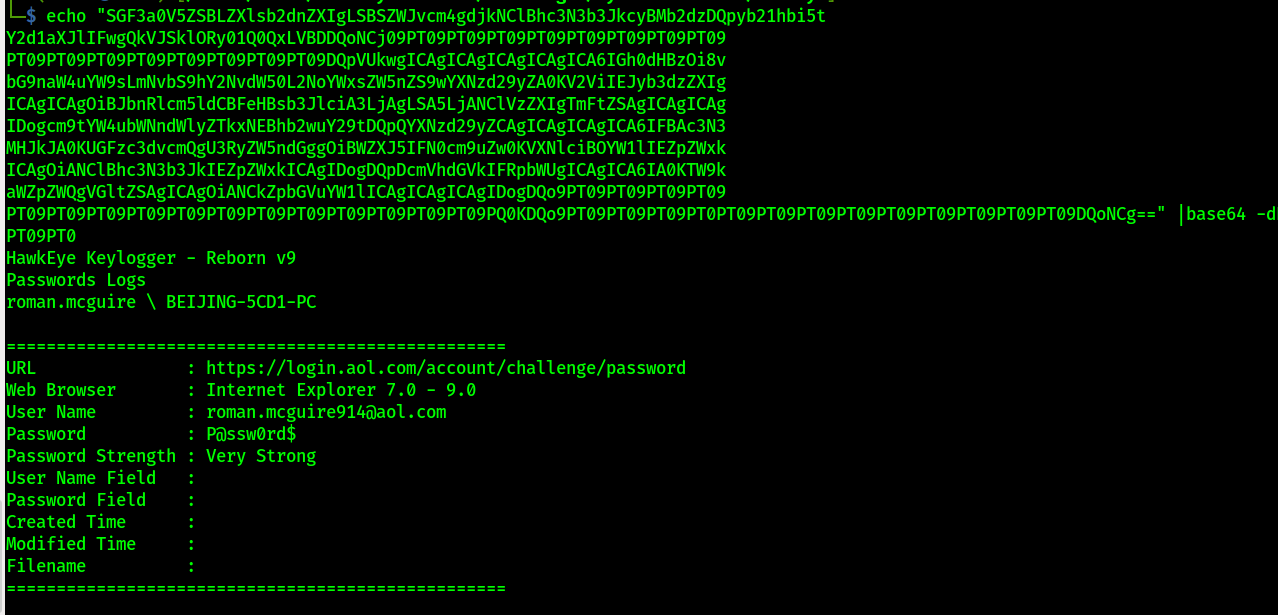 └─$ echo "SGF3a0V5ZSBLZXlsb2dnZXIgLSBSZWJvcm4gdjkNClBhc3N3b3JkcyBMb2dzDQpyb21hbi5t
Y2d1aXJlIFwgQkVJSklORy01Q0QxLVBDDQoNCj09PT09PT09PT09PT09PT09PT09PT09PT09
PT09PT09PT09PT09PT09PT09PT09PT09DQpVUkwgICAgICAgICAgICAgICA6IGh0dHBzOi8v
bG9naW4uYW9sLmNvbS9hY2NvdW50L2NoYWxsZW5nZS9wYXNzd29yZA0KV2ViIEJyb3dzZXIg
ICAgICAgOiBJbnRlcm5ldCBFeHBsb3JlciA3LjAgLSA5LjANClVzZXIgTmFtZSAgICAgICAg
IDogcm9tYW4ubWNndWlyZTkxNEBhb2wuY29tDQpQYXNzd29yZCAgICAgICAgICA6IFBAc3N3
MHJkJA0KUGFzc3dvcmQgU3RyZW5ndGggOiBWZXJ5IFN0cm9uZw0KVXNlciBOYW1lIEZpZWxk
ICAgOiANClBhc3N3b3JkIEZpZWxkICAgIDogDQpDcmVhdGVkIFRpbWUgICAgICA6IA0KTW9k
aWZpZWQgVGltZSAgICAgOiANCkZpbGVuYW1lICAgICAgICAgIDogDQo9PT09PT09PT09PT09
PT09PT09PT09PT09PT09PT09PT09PT09PT09PT09PT09PQ0KDQo9PT09PT09PT09PT0PT09PT09PT09PT09PT09PT09PT09PT09PT09DQoNCg==" |base64 -d
PT09PT0
HawkEye Keylogger - Reborn v9
Passwords Logs
roman.mcguire \ BEIJING-5CD1-PC
==================================================
URL : https://login.aol.com/account/challenge/password
Web Browser : Internet Explorer 7.0 - 9.0
User Name : roman.mcguire914@aol.com
Password : P@ssw0rd$
Password Strength : Very Strong
User Name Field :
Password Field :
Created Time :
Modified Time :
Filename :
==================================================